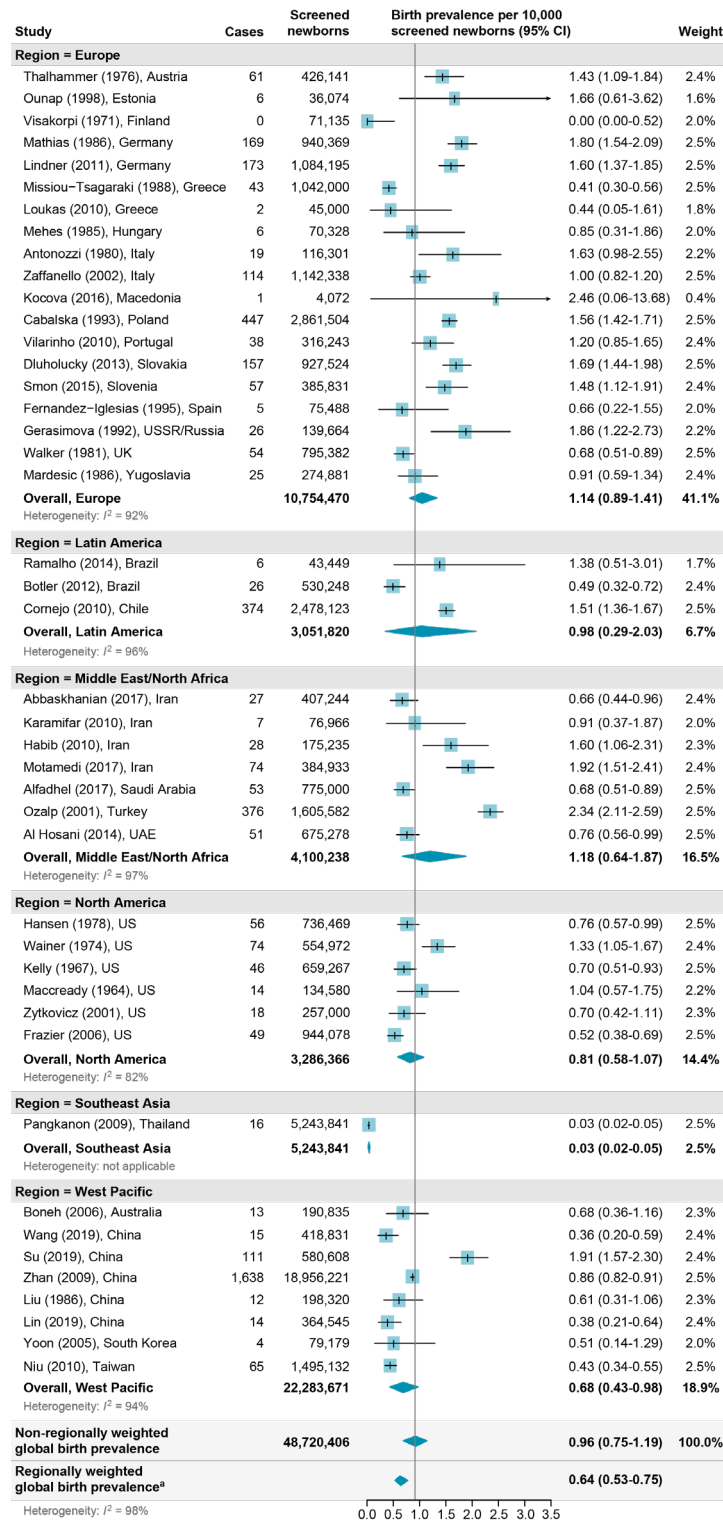 Study Cases Screened newborns Birth prevalence per 10,000 screened newborns (95% CI) Weight
Region = Europe
Thalhammer (1976), Austria 61 426,141 1.43 (1.09-1.84) 2.4%
Ounap (1998), Estonia 6 36,074 1.66 (0.61-3.62) 1.6%
Visakorpi (1971), Finland 0 71,135 0.00 (0.00-0.52) 2.0%
Mathias (1986), Germany 169 940,369 1.80 (1.54-2.09) 2.5%
Lindner (2011), Germany 173 1,084,195 1.60 (1.37-1.85) 2.5%
Missiou−Tsagaraki (1988), Greece 43 1,042,000 0.41 (0.30-0.56) 2.5%
Loukas (2010), Greece 2 45,000 0.44 (0.05-1.61) 1.8%
Mehes (1985), Hungary 6 70,328 0.85 (0.31-1.86) 2.0%
Antonozzi (1980), Italy 19 116,301 1.63 (0.98-2.55) 2.2%
Zaffanello (2002), Italy 114 1,142,338 1.00 (0.82-1.20) 2.5%
Kocova (2016), Macedonia 1 4,072 2.46 (0.06-13.68) 0.4%
Cabalska (1993), Poland 447 2,861,504 1.56 (1.42-1.71) 2.5%
Vilarinho (2010), Portugal 38 316,243 1.20 (0.85-1.65) 2.4%
Dluholucky (2013), Slovakia 157 927,524 1.69 (1.44-1.98) 2.5%
Smon (2015), Slovenia 57 385,831 1.48 (1.12-1.91) 2.4%
Fernandez-Iglesias (1995), Spain 5 75,488 0.66 (0.22-1.55) 2.0%
Gerasimova (1992), USSR/Russia 26 139,664 1.86 (1.22-2.73) 2.2%
Walker (1981), UK 54 795,382 0.68 (0.51-0.89) 2.5%
Mardesic (1986), Yugoslavia 25 274,881 0.91 (0.59-1.34) 2.4%
Overall, Europe 10,754,470 1.14 (0.89-1.41) 41.1%
Heterogeneity: I² = 92%
Region = Latin America
Ramalho (2014), Brazil 6 43,449 1.38 (0.51-3.01) 1.7%
Botler (2012), Brazil 26 530,248 0.49 (0.32-0.72) 2.4%
Cornejo (2010), Chile 374 2,478,123 1.51 (1.36-1.67) 2.5%
Overall, Latin America 3,051,820 0.98 (0.29-2.03) 6.7%
Heterogeneity: I² = 96%
Region = Middle East/North Africa
Abbaskhanian (2017), Iran 27 407,244 0.66 (0.44-0.96) 2.4%
Karamifar (2010), Iran 7 76,966 0.91 (0.37-1.87) 2.0%
Habib (2010), Iran 28 175,235 1.60 (1.06-2.31) 2.3%
Motamedi (2017), Iran 74 384,933 1.92 (1.51-2.41) 2.4%
Alfadhel (2017), Saudi Arabia 53 775,000 0.68 (0.51-0.89) 2.5%
Ozalp (2001), Turkey 376 1,605,582 2.34 (2.11-2.59) 2.5%
Al Hosani (2014), UAE 51 675,278 0.76 (0.56-0.99) 2.5%
Overall, Middle East/North Africa 4,100,238 1.18 (0.64-1.87) 16.5%
Heterogeneity: I² = 97%
Region = North America
Hansen (1978), US 56 736,469 0.76 (0.57-0.99) 2.5%
Wainer (1974), US 74 554,972 1.33 (1.05-1.67) 2.4%
Kelly (1967), US 46 659,267 0.70 (0.51-0.93) 2.5%
Maccready (1964), US 14 134,580 1.04 (0.57-1.75) 2.2%
Zytkovicz (2001), US 18 257,000 0.70 (0.42-1.11) 2.3%
Frazier (2006), US 49 944,078 0.52 (0.38-0.69) 2.5%
Overall, North America 3,286,366 0.81 (0.58-1.07) 14.4%
Heterogeneity: I² = 82%
Region = Southeast Asia
Pangkanon (2009), Thailand 16 5,243,841 0.03 (0.02-0.05) 2.5%
Overall, Southeast Asia 5,243,841 0.03 (0.02-0.05) 2.5%
Heterogeneity: not applicable
Region = West Pacific
Boneh (2006), Australia 13 190,835 0.68 (0.36-1.16) 2.3%
Wang (2019), China 15 418,831 0.36 (0.20-0.59) 2.4%
Su (2019), China 111 580,608 1.91 (1.57-2.30) 2.4%
Zhan (2009), China 1,638 18,956,221 0.86 (0.82-0.91) 2.5%
Liu (1986), China 12 198,320 0.61 (0.31-1.06) 2.3%
Lin (2019), China 14 364,545 0.38 (0.21-0.64) 2.4%
Yoon (2005), South Korea 4 79,179 0.51 (0.14-1.29) 2.0%
Niu (2010), Taiwan 65 1,495,132 0.43 (0.34-0.55) 2.5%
Overall, West Pacific 22,283,671 0.68 (0.43-0.98) 18.9%
Heterogeneity: I² = 94%
Non-regionally weighted
global birth prevalence 48,720,406 0.96 (0.75-1.19) 100.0%
Regionally weighted
global birth prevalenceᵃ 0.64 (0.53-0.75)
Heterogeneity: I² = 98%
0.0 0.5 1.0 1.5 2.0 2.5 3.0 3.5